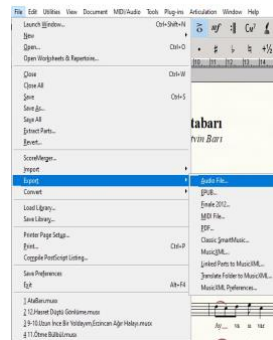 File Edit Utilities View Document MIDI/Audio Tools Plug-ins Articulation Window Help
Launch Window... Ctrl+Shift+N
New
Open... Ctrl+O
Open Worksheets & Repertoire...
Close Ctrl+W
Close All
Save Ctrl+S
Save As...
Save All
Extract Parts...
Revert...
ScoreMerger...
Import
Export
Convert
Load Library...
Save Library...
Printer Page Setup...
Print... Ctrl+P
Compile PostScript Listing...
Save Preferences
Exit Alt+F4
1 AtaBarı.musx
2 12.Hasret Düştü Gönlüme.musx
3 9-10.Uzun İnce Bir Yoldayım,Erzincan Ağır Halayı.musx
4 11.Ötme Bülbül.musx
Audio File...
EPUB...
Finale 2012...
MIDI File...
PDF...
Classic SmartMusic...
MusicXML...
Linked Parts to MusicXML...
Translate Folder to MusicXML...
MusicXML Preferences...
tabarı
tvin Barı